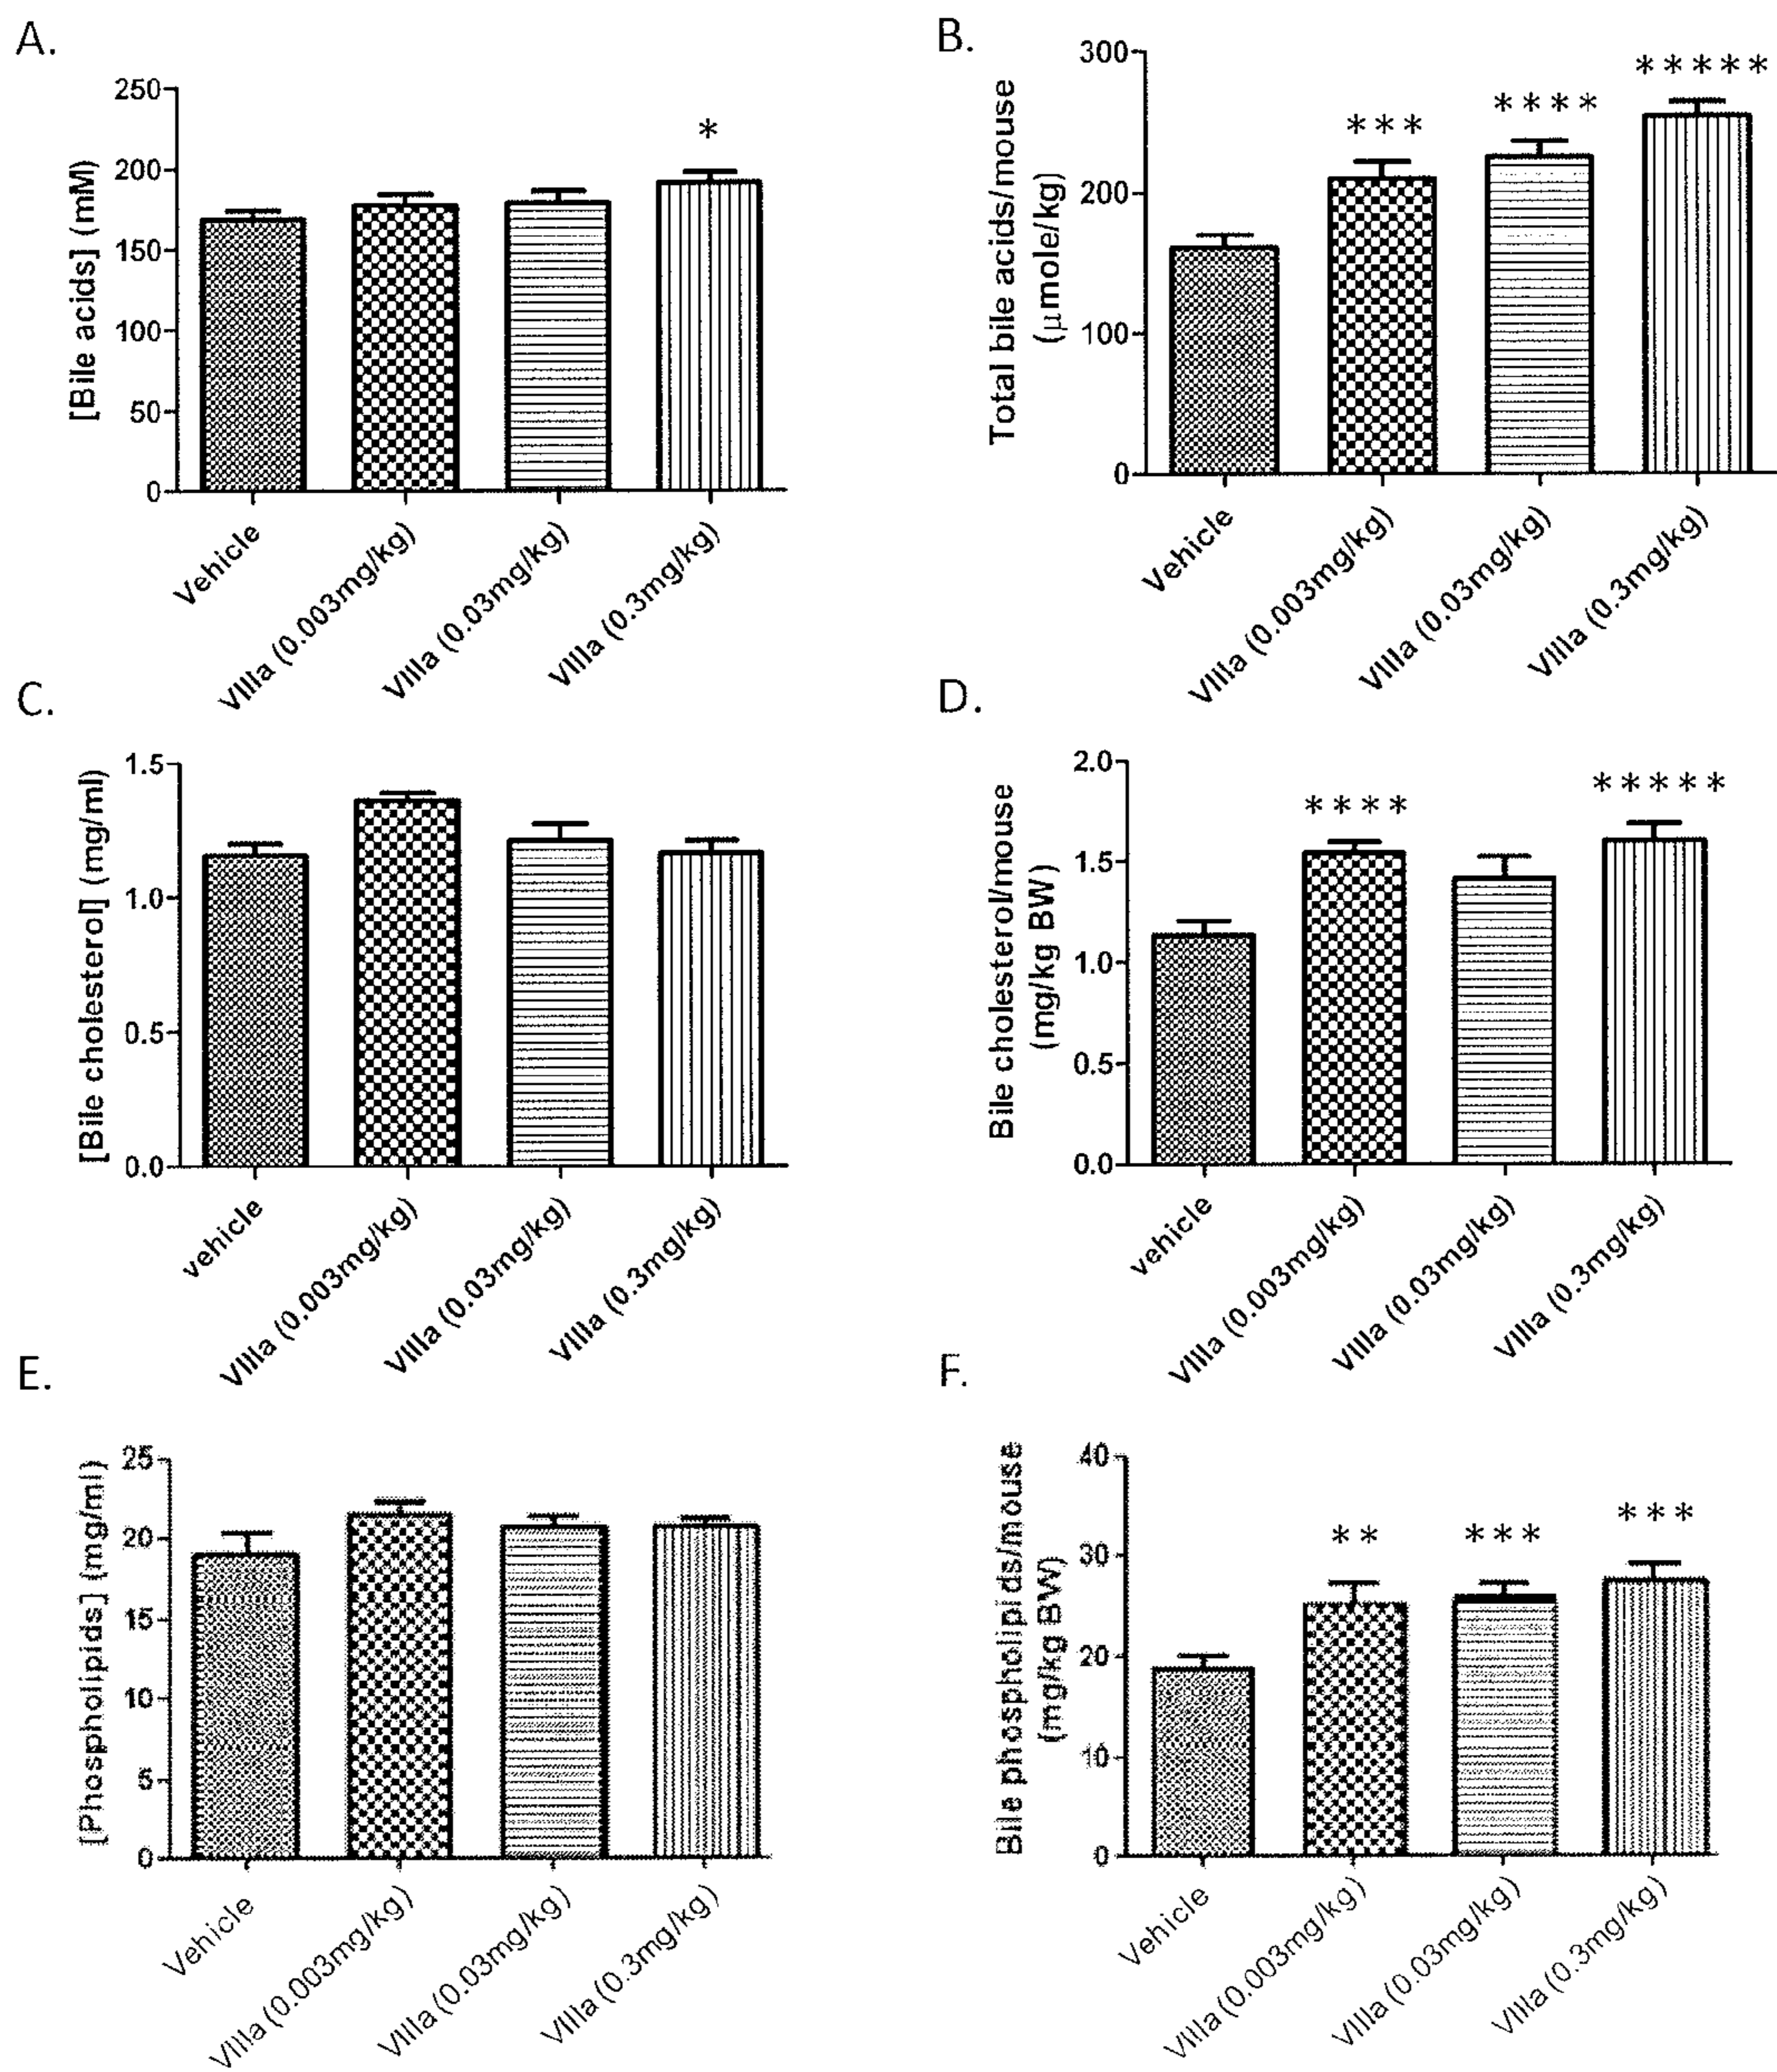 A.
[Bile acids] (mM)
250
200
150
100
50
0
*
Vehicle
VIIIa (0.003mg/kg)
VIIIa (0.03mg/kg)
VIIIa (0.3mg/kg)
B.
Total bile acids/mouse
(μmole/kg)
300
200
100
0
***
****
*****
Vehicle
VIIIa (0.003mg/kg)
VIIIa (0.03mg/kg)
VIIIa (0.3mg/kg)
C.
[Bile cholesterol] (mg/ml)
1.5
1.0
0.5
0.0
vehicle
VIIIa (0.003mg/kg)
VIIIa (0.03mg/kg)
VIIIa (0.3mg/kg)
D.
Bile cholesterol/mouse
(mg/kg BW)
2.0
1.5
1.0
0.5
0.0
****
*****
vehicle
VIIIa (0.003mg/kg)
VIIIa (0.03mg/kg)
VIIIa (0.3mg/kg)
E.
[Phospholipids] (mg/ml)
25
20
15
10
5
0
Vehicle
VIIIa (0.003mg/kg)
VIIIa (0.03mg/kg)
VIIIa (0.3mg/kg)
F.
Bile phospholipids/mouse
(mg/kg BW)
40
30
20
10
0
**
***
***
Vehicle
VIIIa (0.003mg/kg)
VIIIa (0.03mg/kg)
VIIIa (0.3mg/kg)